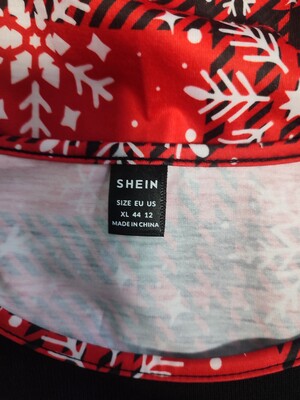 SHEIN
SIZE EU US
XL 44 12
MADE IN CHINA